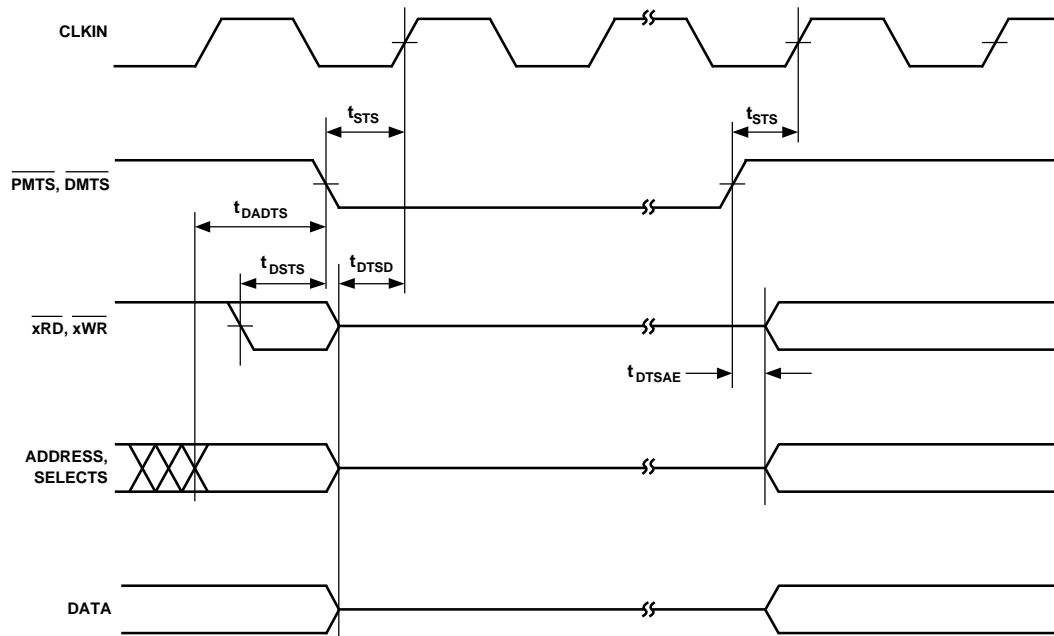 CLKIN
tSTS
tSTS
PMTS, DMTS
tDADTS
tDSTS
tDTSD
xRD, xWR
tDTSAE
ADDRESS,
SELECTS
DATA